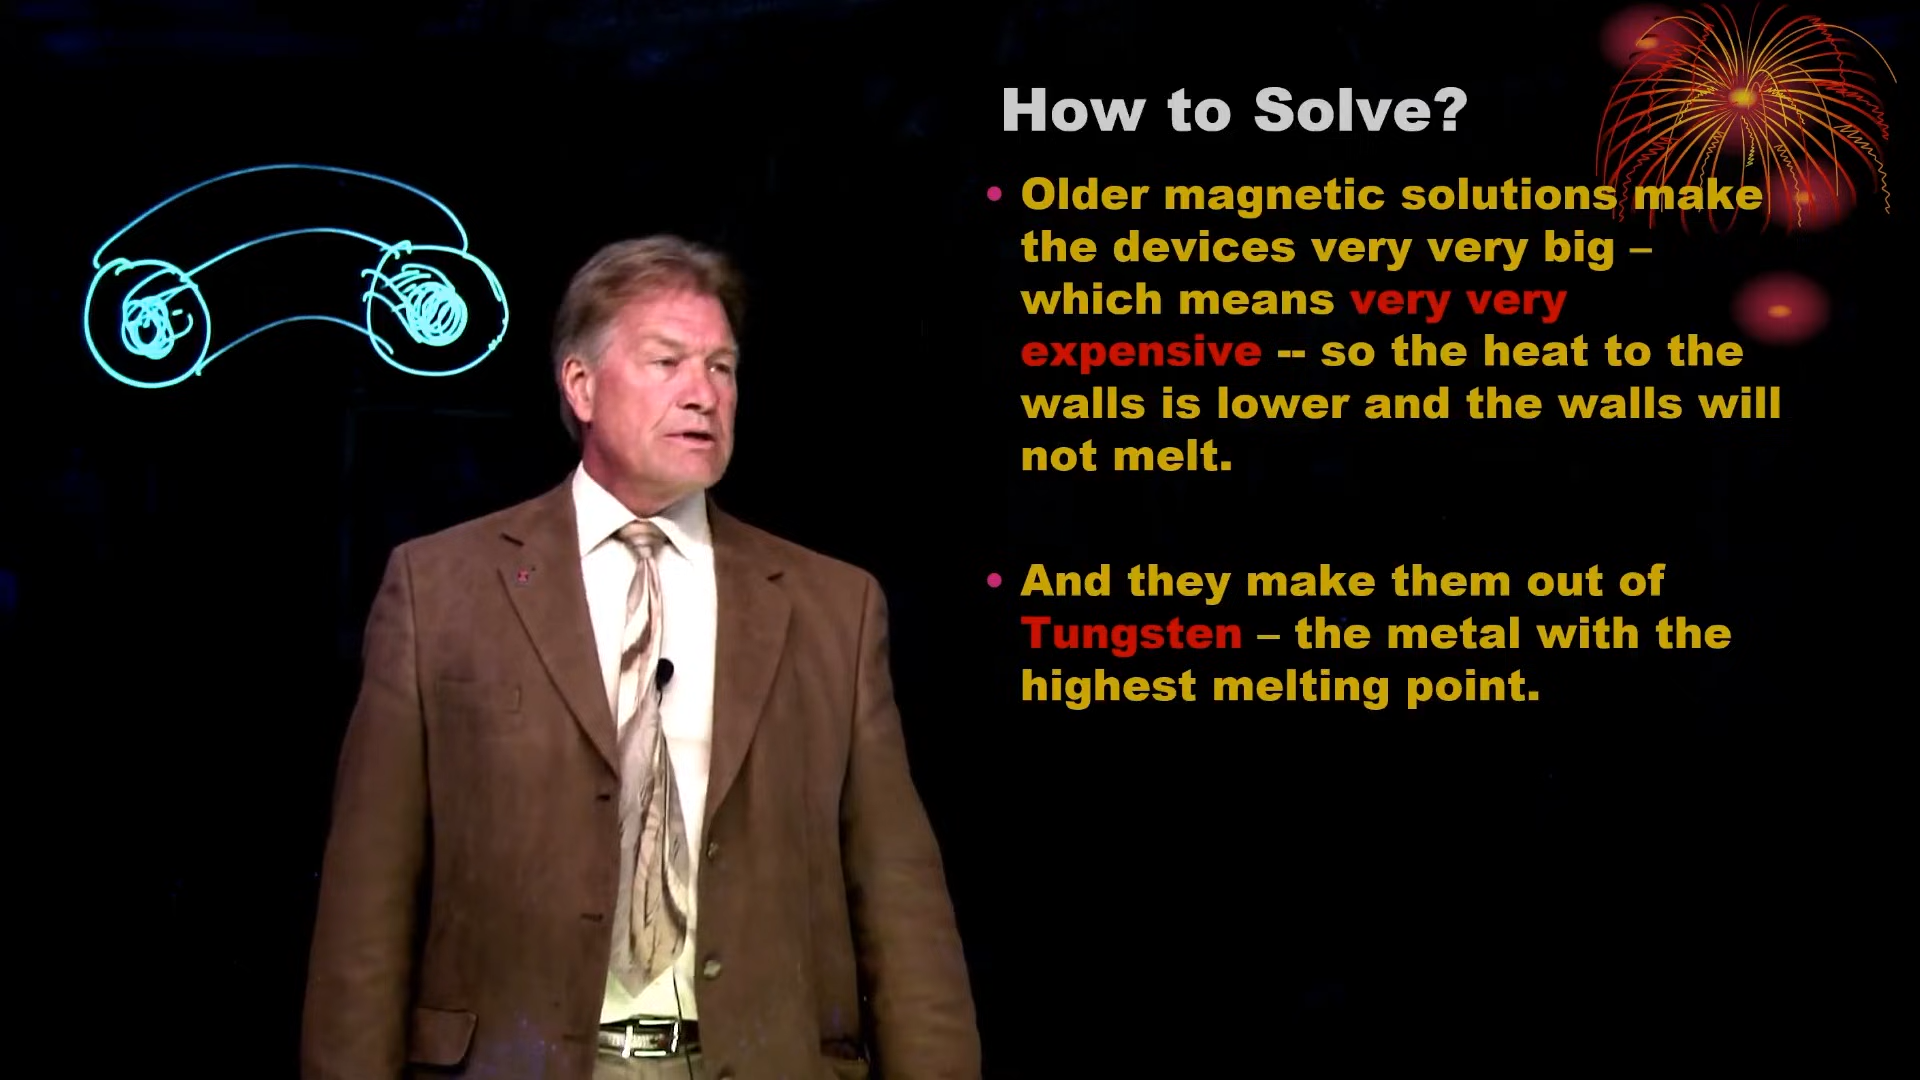 How to Solve?
• Older magnetic solutions make
the devices very very big –
which means very very
expensive -- so the heat to the
walls is lower and the walls will
not melt.
• And they make them out of
Tungsten – the metal with the
highest melting point.